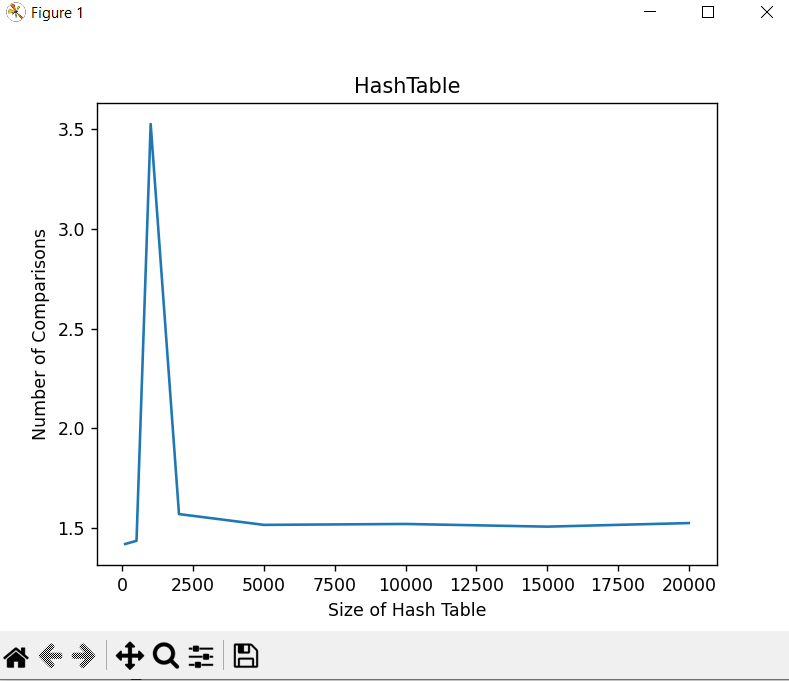 Figure 1
HashTable
3.5
3.0
2.5
2.0
1.5
Number of Comparisons
0 2500 5000 7500 10000 12500 15000 17500 20000
Size of Hash Table